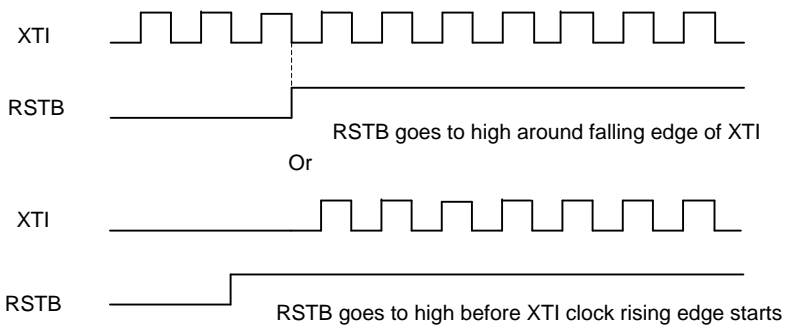 XTI
RSTB
RSTB goes to high around falling edge of XTI
Or
XTI
RSTB
RSTB goes to high before XTI clock rising edge starts